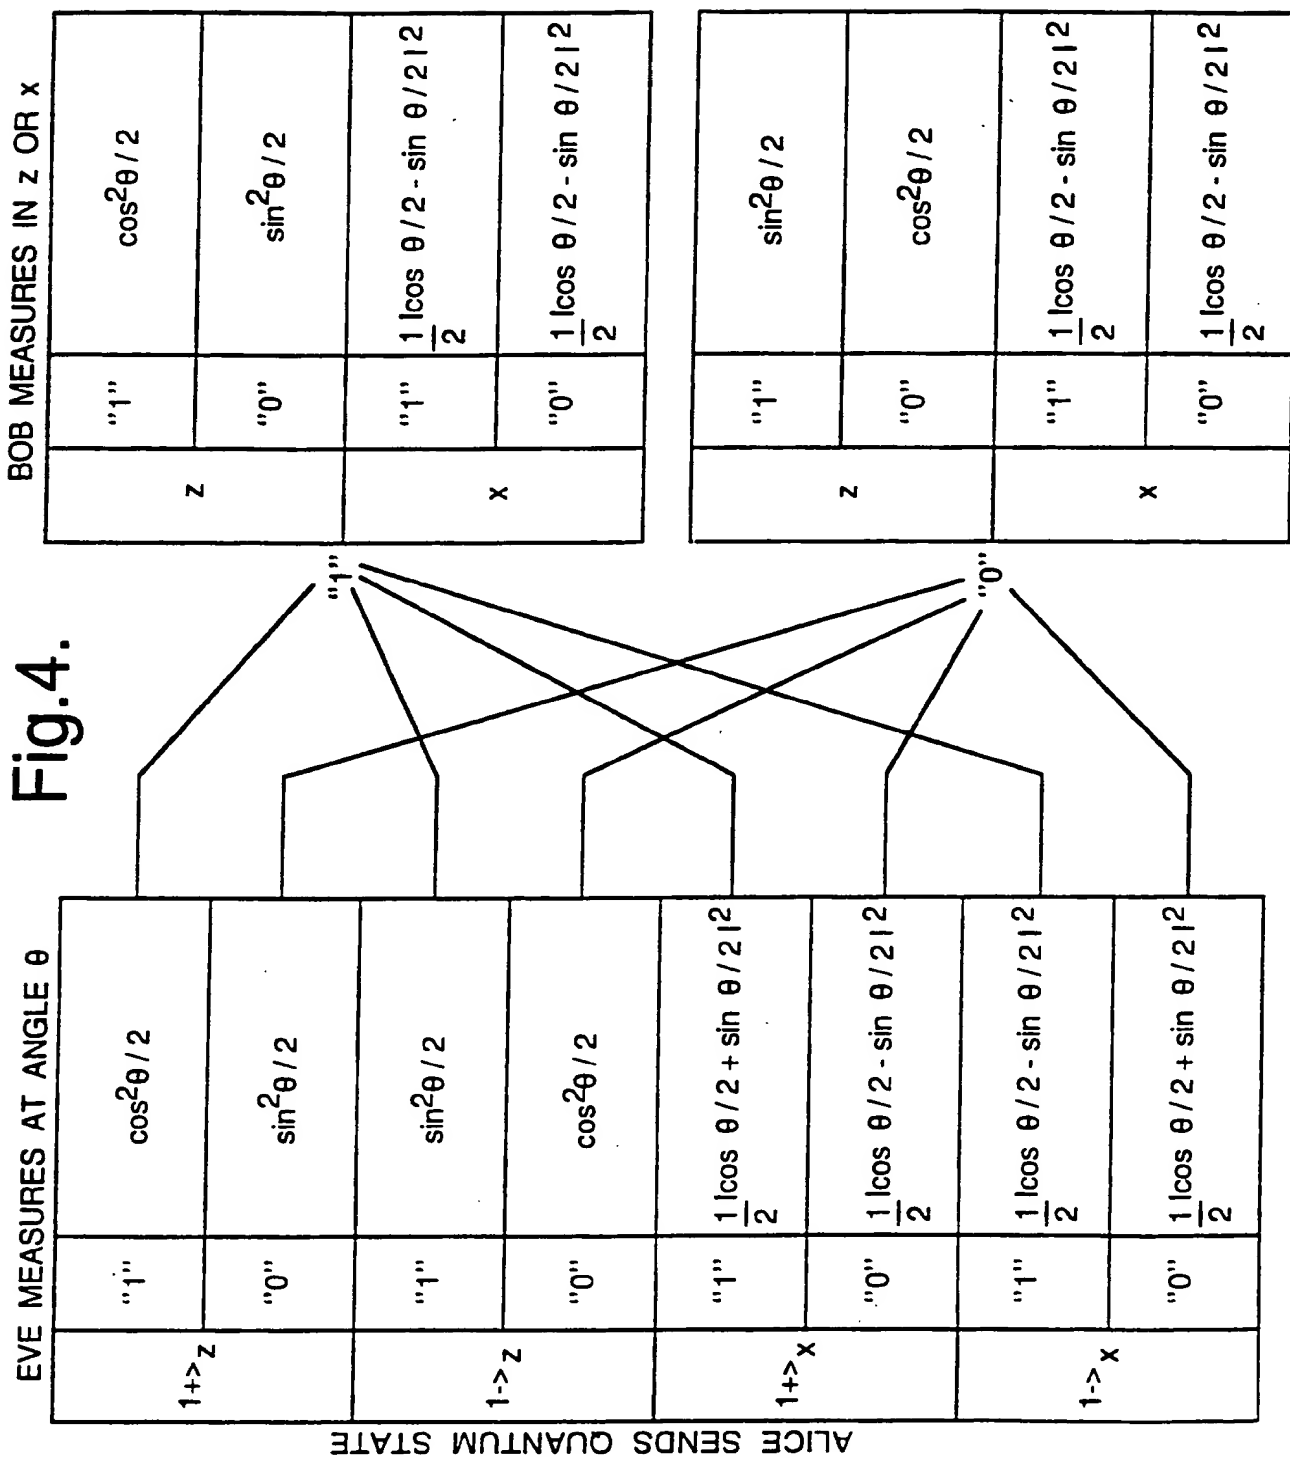 Fig.4.
EVE MEASURES AT ANGLE θ
ALICE SENDS QUANTUM STATE
1+>z "1" cos²θ/2
"0" sin²θ/2
1->z "1" sin²θ/2
"0" cos²θ/2
1+>x "1" 1/2 |cos θ/2 + sin θ/2|²
"0" 1/2 |cos θ/2 - sin θ/2|²
1->x "1" 1/2 |cos θ/2 - sin θ/2|²
"0" 1/2 |cos θ/2 + sin θ/2|²
"1"
"0"
BOB MEASURES IN z OR x
z "1" cos²θ/2
"0" sin²θ/2
x "1" 1/2 |cos θ/2 - sin θ/2|²
"0" 1/2 |cos θ/2 - sin θ/2|²
z "1" sin²θ/2
"0" cos²θ/2
x "1" 1/2 |cos θ/2 - sin θ/2|²
"0" 1/2 |cos θ/2 - sin θ/2|²